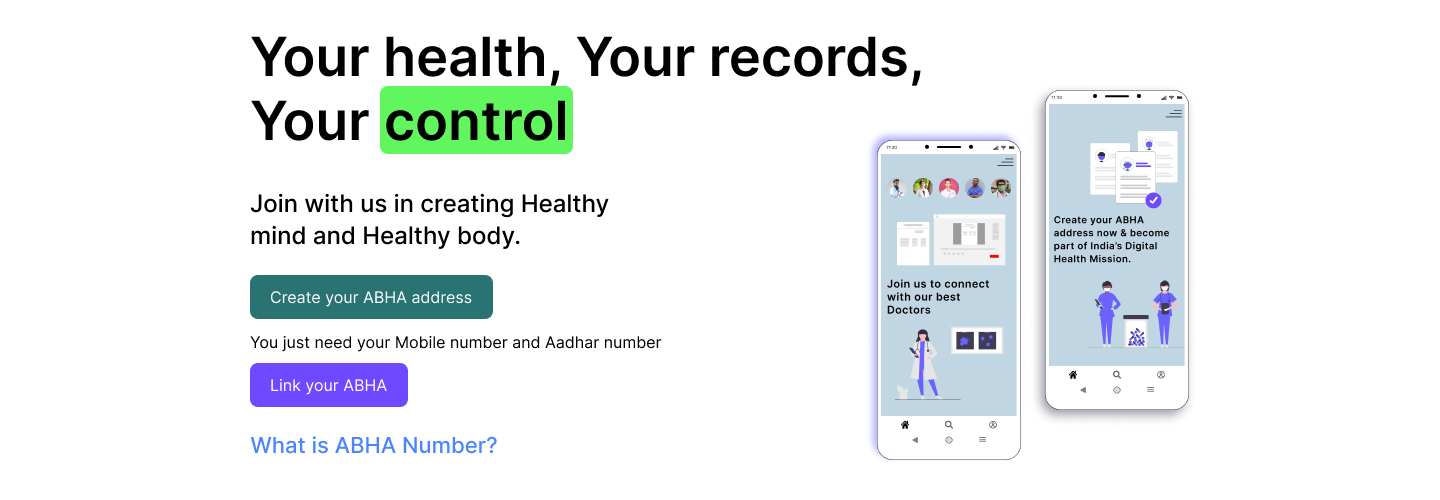 Your health, Your records,
Your control
Join with us in creating Healthy
mind and Healthy body.
Create your ABHA address
You just need your Mobile number and Aadhar number
Link your ABHA
What is ABHA Number?
11:30
Join us to connect
with our best
Doctors
11:30
Create your ABHA
address now & become
part of India's Digital
Health Mission.